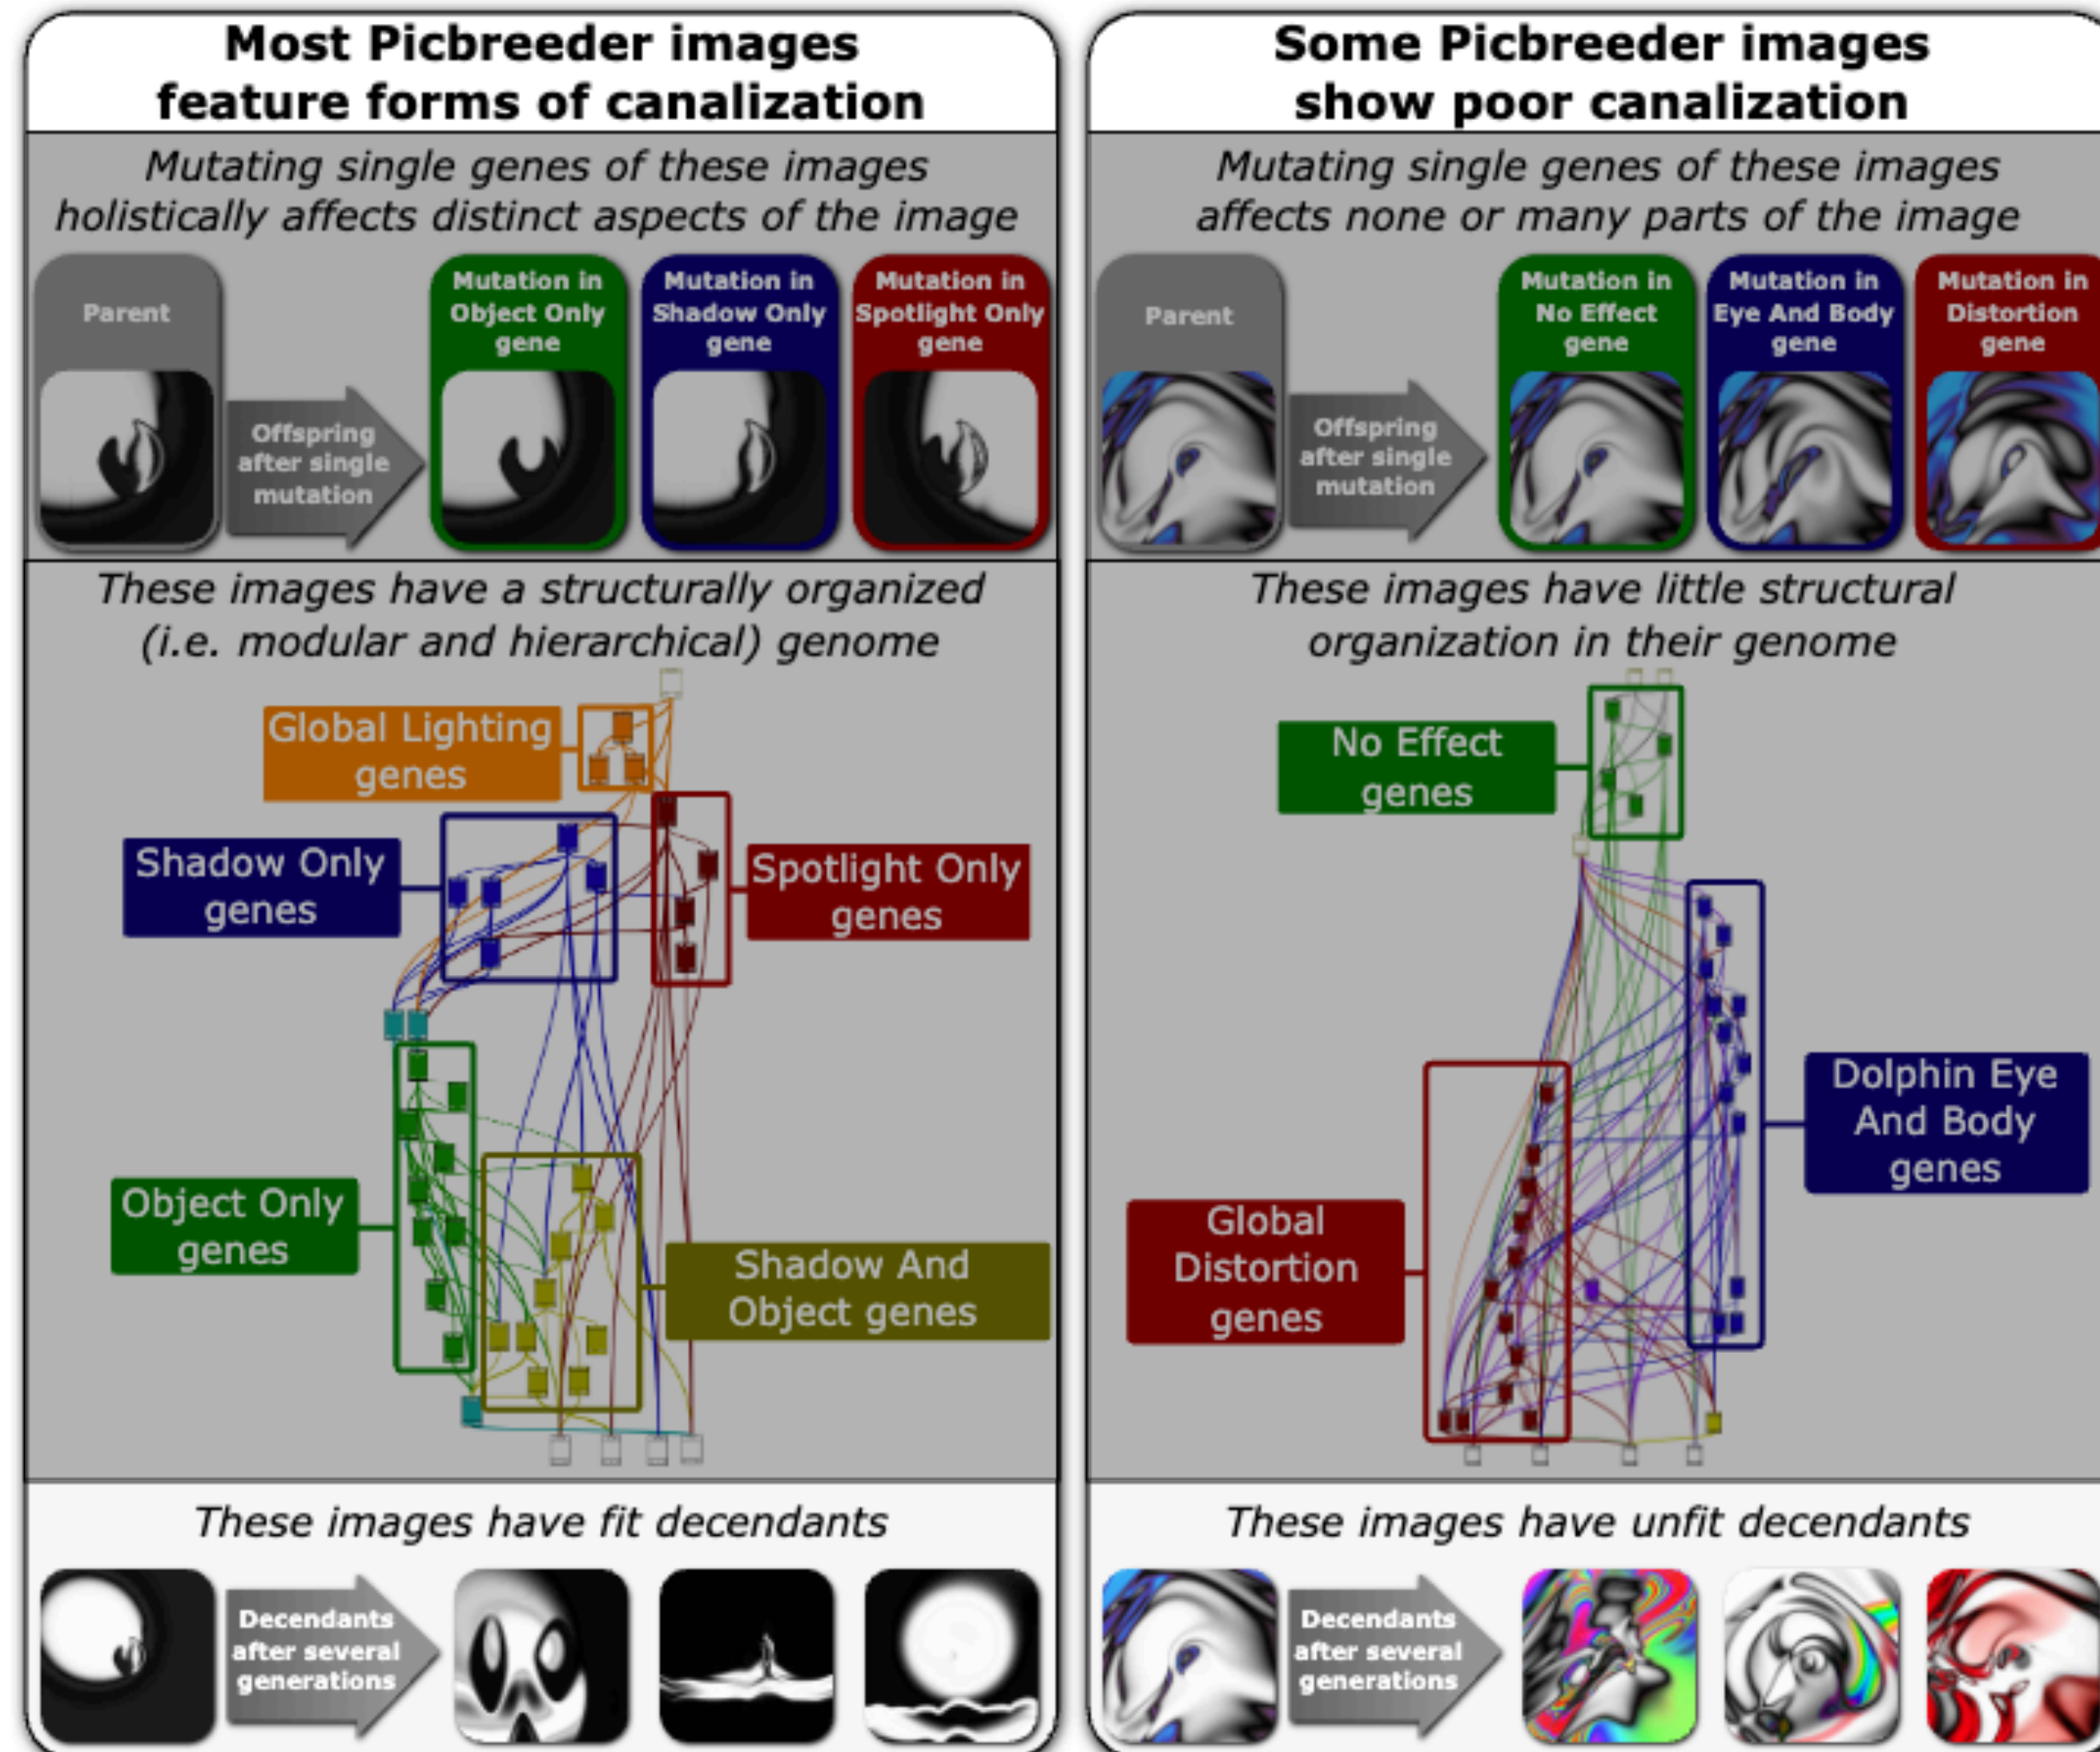 Most Picbreeder images
feature forms of canalization
Mutating single genes of these images
holistically affects distinct aspects of the image
Parent
Offspring
after single
mutation
Mutation in
Object Only
gene
Mutation in
Shadow Only
gene
Mutation in
Spotlight Only
gene
These images have a structurally organized
(i.e. modular and hierarchical) genome
Global Lighting
genes
Shadow Only
genes
Spotlight Only
genes
Object Only
genes
Shadow And
Object genes
These images have fit decendants
Decendants
after several
generations
Some Picbreeder images
show poor canalization
Mutating single genes of these images
affects none or many parts of the image
Parent
Offspring
after single
mutation
Mutation in
No Effect
gene
Mutation in
Eye And Body
gene
Mutation in
Distortion
gene
These images have little structural
organization in their genome
No Effect
genes
Dolphin Eye
And Body
genes
Global
Distortion
genes
These images have unfit decendants
Decendants
after several
generations